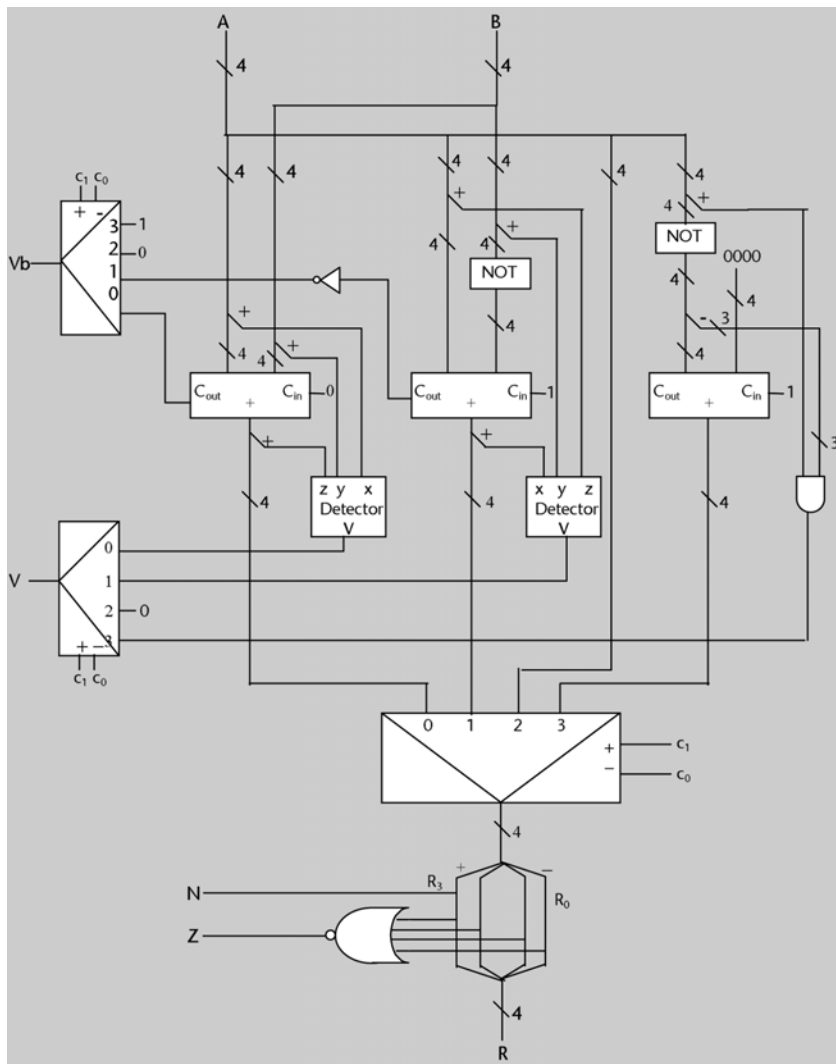 A B
4 4
4 4 4 4 4 4
c1 c0
+ - 3 1
2 0
Vb 1
0
+ + 4 +
4 4 NOT
NOT 0000
4 4
4 - 3
+ + 4 4
4 4
Cout + Cin 0
Cout + Cin 1
Cout + Cin 1
+ + 3
z y x
Detector
V
x y z
Detector
V
4 4 4
0
V 1
2 0
+ - 3
c1 c0
0 1 2 3
+ c1
− c0
4
+ −
R3 R0
N
Z
4
R